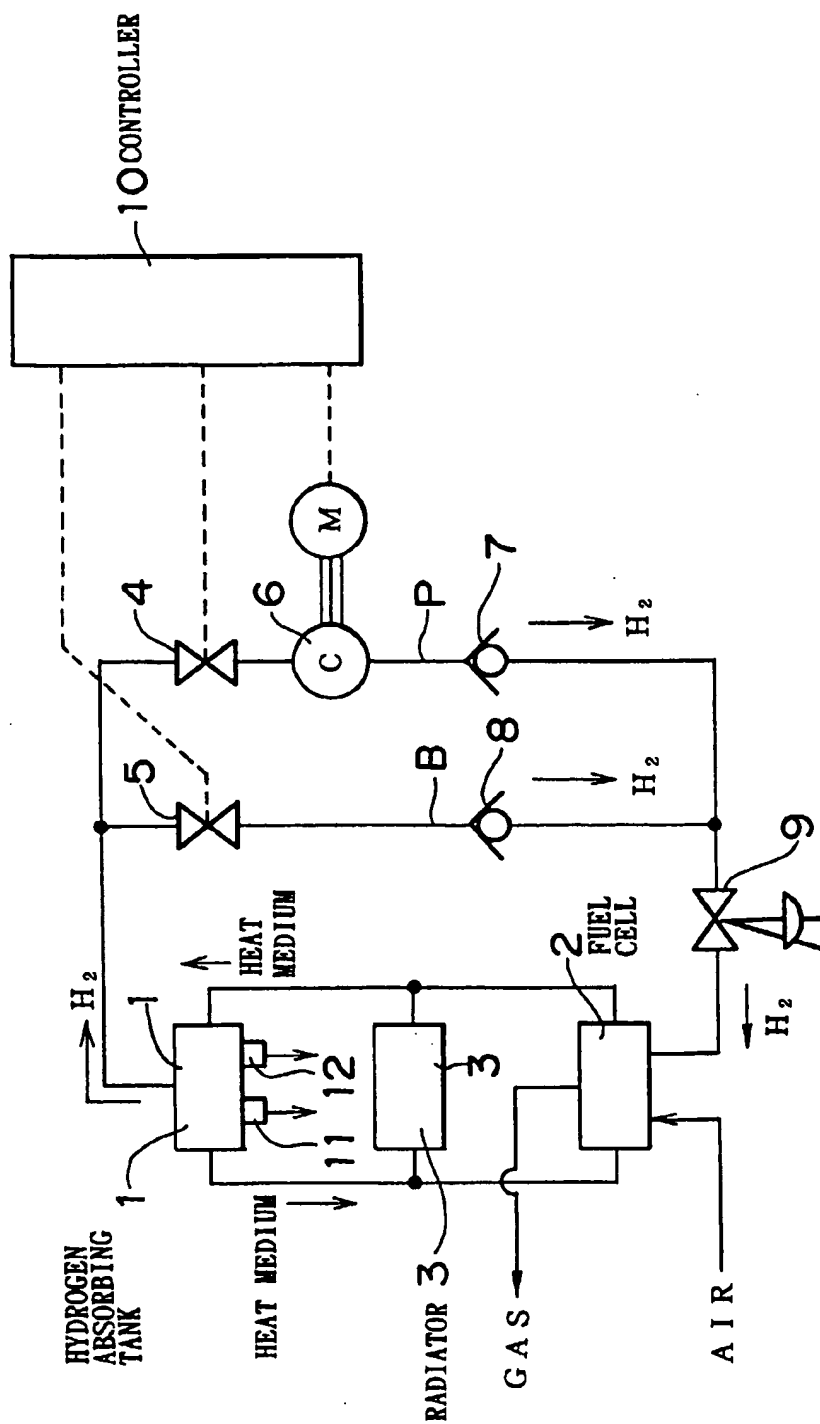 10 CONTROLLER
4
6
M
C
P
7
H2
5
B
8
H2
9
H2
HEAT MEDIUM
2
FUEL
CELL
H2
1
1
12
11
3
3
HYDROGEN
ABSORBING
TANK
HEAT MEDIUM
RADIATOR
GAS
AIR